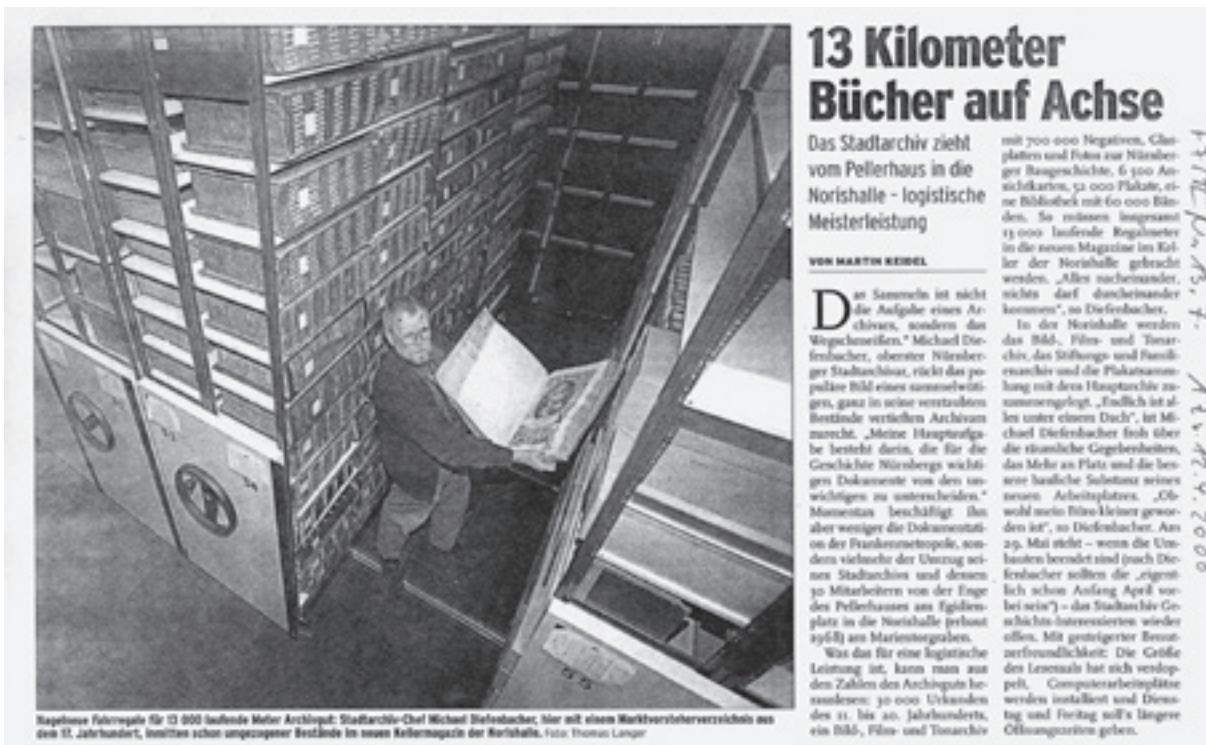 13 Kilometer
Bücher auf Achse
Das Stadtarchiv zieht
vom Pellerhaus in die
Norishalle – logistische
Meisterleistung
VON MARTIN KEIDEL
Das Sammeln ist nicht
die Aufgabe eines Ar-
chivars, sondern das
Wegschmeißen.“ Michael Die-
fenbacher, oberster Nürnber-
ger Stadtarchivar, rückt das po-
puläre Bild eines sammelwüti-
gen, ganz in seine verstaubten
Bestände vertieften Archivars
zurecht. „Meine Hauptaufga-
be besteht darin, die für die
Geschichte Nürnbergs wichti-
gen Dokumente von den un-
wichtigen zu unterscheiden.“
Momentan beschäftigt ihn
aber weniger die Dokumentati-
on der Frankenmetropole, son-
dern vielmehr der Umzug sei-
nes Stadtarchivs und dessen
30 Mitarbeitern von der Enge
des Pellerhauses am Egidien-
platz in die Norishalle (erbaut
1968) am Marientorgraben.
Was das für eine logistische
Leistung ist, kann man aus
den Zahlen des Archivguts he-
rauslesen: 30 000 Urkunden
des 11. bis 20. Jahrhunderts,
ein Bild-, Film- und Tonarchiv
mit 700 000 Negativen, Glas-
platten und Fotos zur Nürnber-
ger Baugeschichte, 6 500 An-
sichtkarten, 52 000 Plakate, ei-
ne Bibliothek mit 60 000 Bän-
den. So müssen insgesamt
13 000 laufende Regalmeter
in die neuen Magazine im Kel-
ler der Norishalle gebracht
werden. „Alles nacheinander,
nichts darf durcheinander
kommen“, so Diefenbacher.
In der Norishalle werden
das Bild-, Film- und Tonar-
chiv, das Stiftungs- und Famili-
enarchiv und die Plakatsamm-
lung mit dem Hauptarchiv zu-
sammengelegt. „Endlich ist al-
les unter einem Dach“, ist Mi-
chael Diefenbacher froh über
die räumliche Gegebenheiten,
das Mehr an Platz und die bes-
sere bauliche Substanz seines
neuen Arbeitsplatzes. „Ob-
wohl mein Büro kleiner gewor-
den ist“, so Diefenbacher. Am
29. Mai steht – wenn die Um-
bauten beendet sind (nach Die-
fenbacher sollten die „eigent-
lich schon Anfang April vor-
bei sein“) – das Stadtarchiv Ge-
schichts-Interessierten wieder
offen. Mit gesteigerter Benut-
zerfreundlichkeit: Die Größe
des Lesesaals hat sich verdop-
pelt, Computerarbeitsplätze
werden installiert und Diens-
tag und Freitag soll's längere
Öffnungszeiten geben.
Nagelneue Fahrregale für 13 000 laufende Meter Archivgut: Stadtarchiv-Chef Michael Diefenbacher, hier mit einem Marktvorsteherverzeichnis aus
dem 17. Jahrhundert, inmitten schon umgezogener Bestände im neuen Kellermagazin der Norishalle. Foto: Thomas Langer
54
55